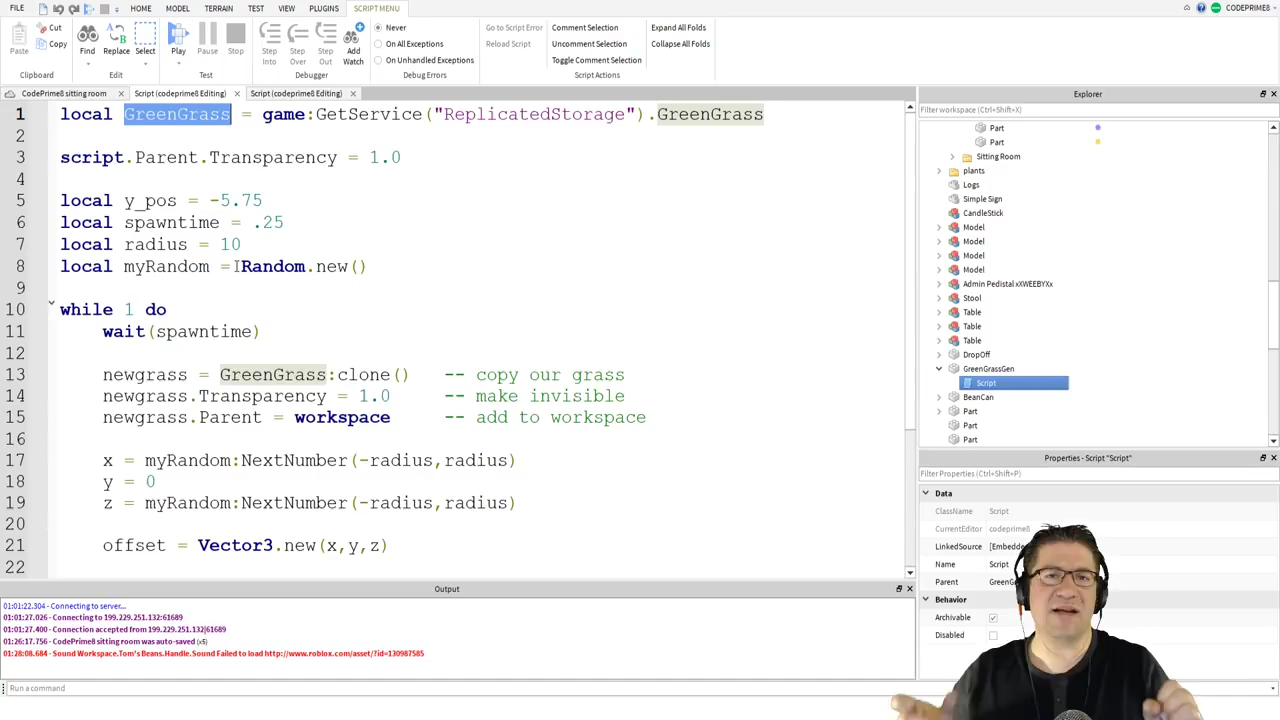 FILE HOME MODEL TERRAIN TEST VIEW PLUGINS SCRIPT MENU CODEPRIME8
Paste Cut Copy Clipboard
Find Replace Select Edit
Play Pause Stop Test
Step Into Step Over Step Out Add Watch Debugger
Never
On All Exceptions
On Unhandled Exceptions
Debug Errors
Go to Script Error
Reload Script
Comment Selection
Uncomment Selection
Toggle Comment Selection
Expand All Folds
Collapse All Folds
Script Actions
CodePrime8 sitting room x Script (codeprime8 Editing) x Script (codeprime8 Editing) x
1 local GreenGrass = game:GetService("ReplicatedStorage").GreenGrass
2
3 script.Parent.Transparency = 1.0
4
5 local y_pos = -5.75
6 local spawntime = .25
7 local radius = 10
8 local myRandom =Random.new()
9
10 while 1 do
11 wait(spawntime)
12
13 newgrass = GreenGrass:clone() -- copy our grass
14 newgrass.Transparency = 1.0 -- make invisible
15 newgrass.Parent = workspace -- add to workspace
16
17 x = myRandom:NextNumber(-radius,radius)
18 y = 0
19 z = myRandom:NextNumber(-radius,radius)
20
21 offset = Vector3.new(x,y,z)
22
Output
01:01:22.304 - Connecting to server...
01:01:27.026 - Connecting to 199.229.251.132:61689
01:01:27.400 - Connection accepted from 199.229.251.132|61689
01:26:17.756 - CodePrime8 sitting room was auto-saved (x5)
01:28:08.684 - Sound Workspace.Tom's Beans.Handle.Sound Failed to load http://www.roblox.com/asset/?id=130987585
Run a command
Explorer
Filter workspace (Ctrl+Shift+X)
Part
Part
Sitting Room
plants
Logs
Simple Sign
CandleStick
Model
Model
Model
Model
Admin Pedistal xXWEEBYXx
Stool
Table
Table
Table
DropOff
GreenGrassGen
Script
BeanCan
Part
Part
Part
Properties - Script "Script"
Filter Properties (Ctrl+Shift+P)
Data
ClassName Script
CurrentEditor codeprime8
LinkedSource [Embedde
Name Script
Parent GreenG
Behavior
Archivable
Disabled